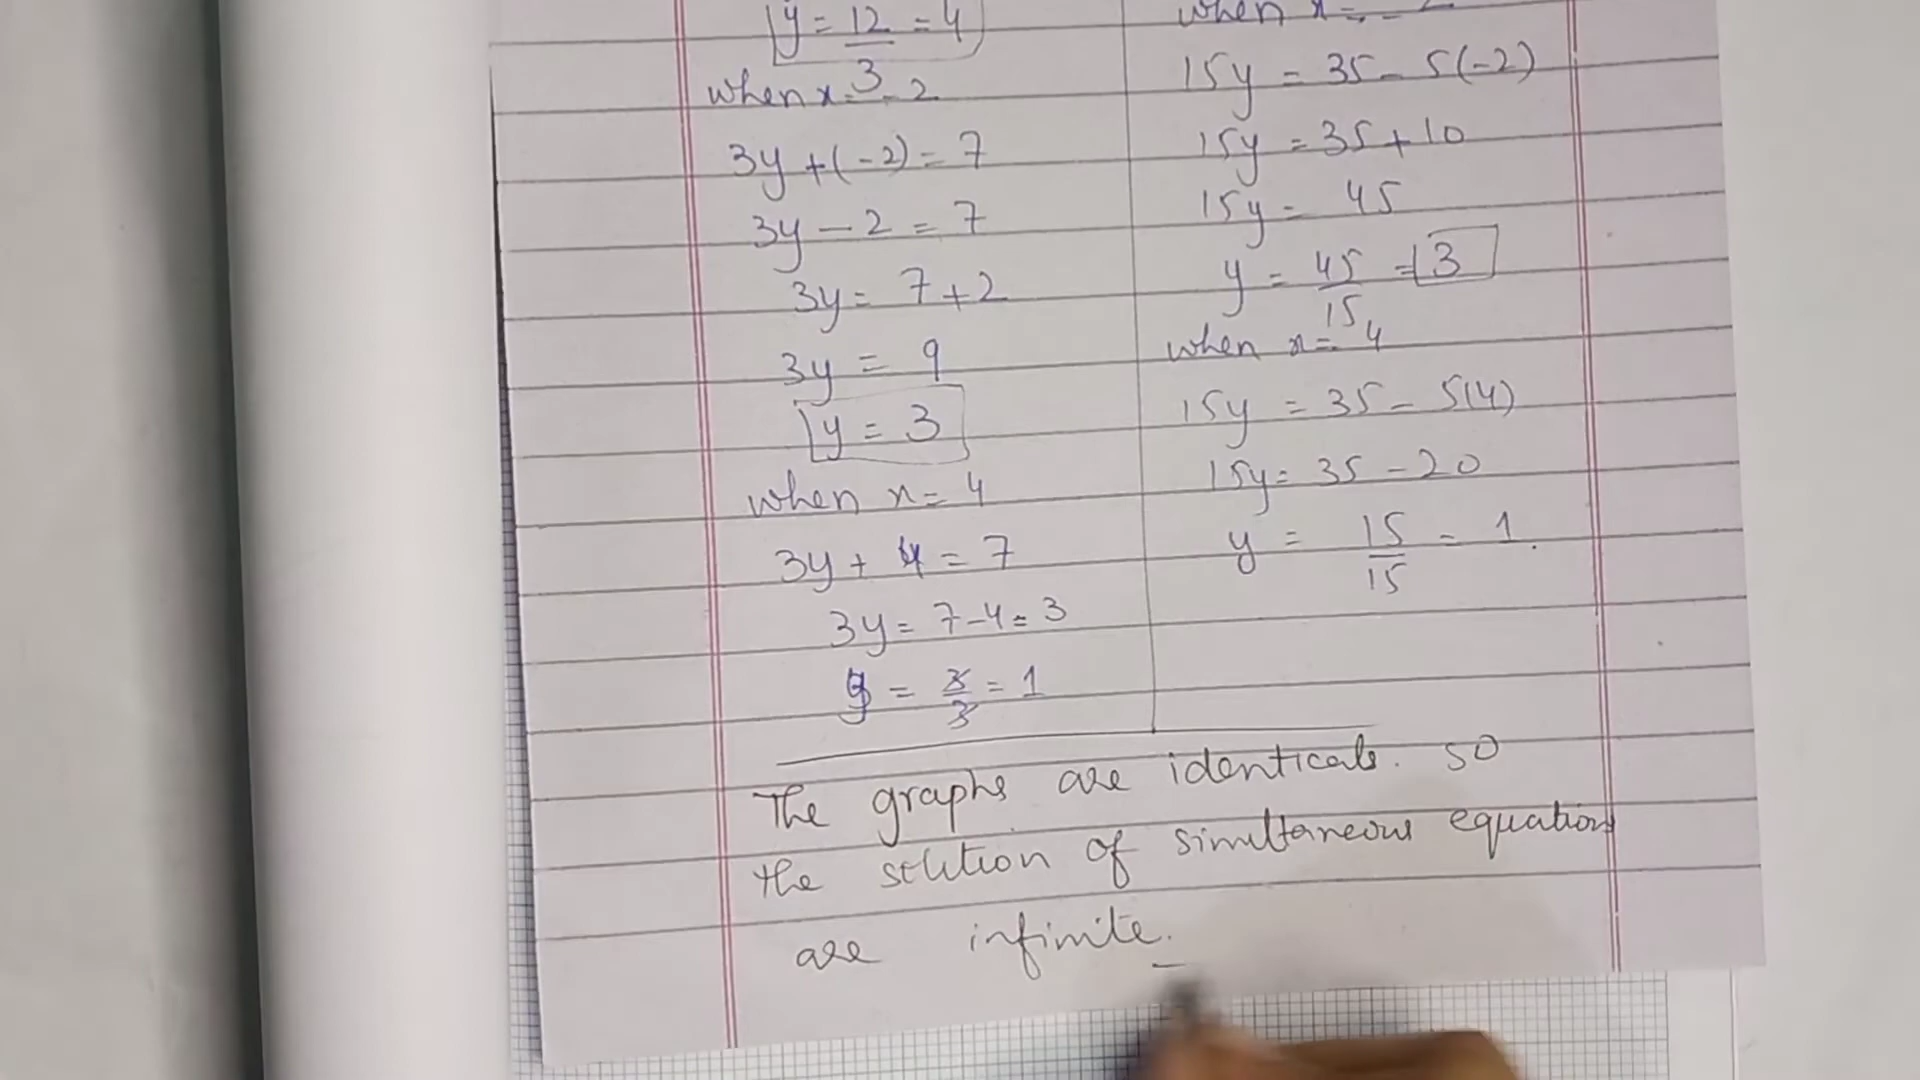 y = 12/3 = 4
when x = -2
3y + (-2) = 7
3y - 2 = 7
3y = 7 + 2
3y = 9
y = 3
when x = 4
3y + 4 = 7
3y = 7 - 4 = 3
y = 3/3 = 1
when x = - 2
15y = 35 - 5(-2)
15y = 35 + 10
15y = 45
y = 45/15 = 3
when x = 4
15y = 35 - 5(4)
15y = 35 - 20
y = 15/15 = 1.
The graphs are identicals. so
the solution of simultaneous equations
are infinite.